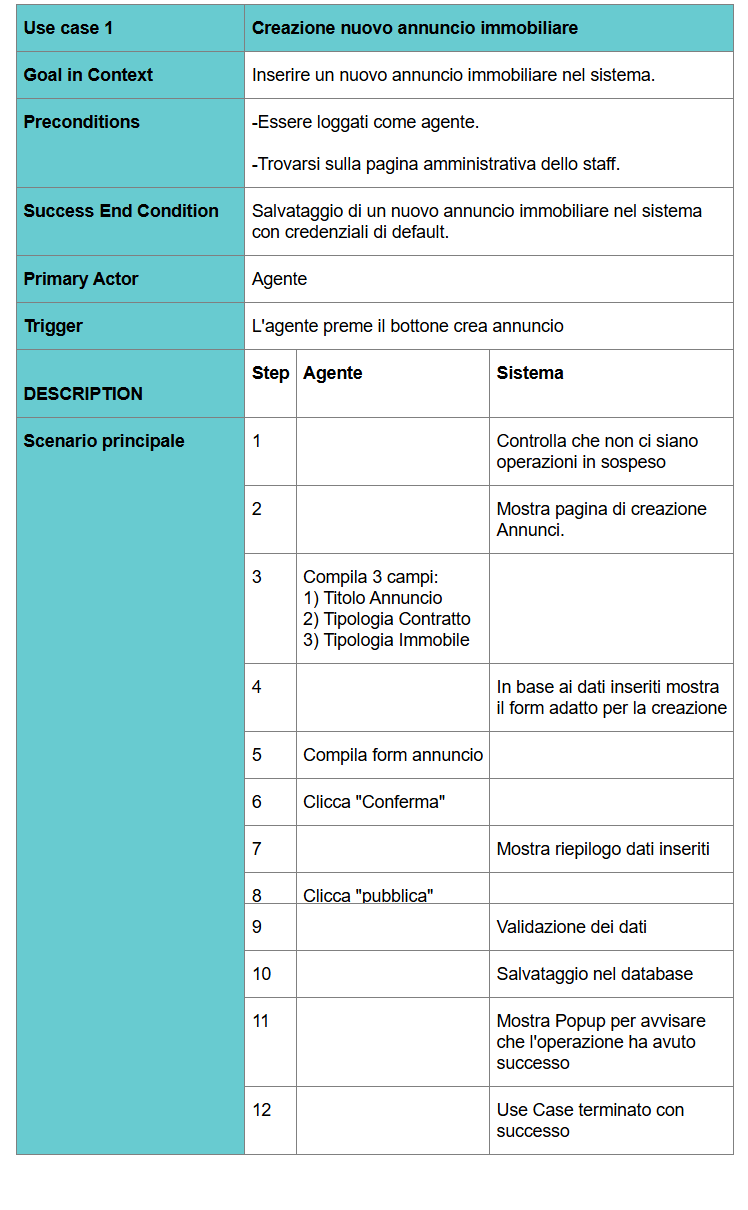 Use case 1 Creazione nuovo annuncio immobiliare
Goal in Context Inserire un nuovo annuncio immobiliare nel sistema.
Preconditions -Essere loggati come agente.
-Trovarsi sulla pagina amministrativa dello staff.
Success End Condition Salvataggio di un nuovo annuncio immobiliare nel sistema
con credenziali di default.
Primary Actor Agente
Trigger L'agente preme il bottone crea annuncio
DESCRIPTION Step Agente Sistema
Scenario principale 1 Controlla che non ci siano
operazioni in sospeso
2 Mostra pagina di creazione
Annunci.
3 Compila 3 campi:
1) Titolo Annuncio
2) Tipologia Contratto
3) Tipologia Immobile
4 In base ai dati inseriti mostra
il form adatto per la creazione
5 Compila form annuncio
6 Clicca "Conferma"
7 Mostra riepilogo dati inseriti
8 Clicca "pubblica"
9 Validazione dei dati
10 Salvataggio nel database
11 Mostra Popup per avvisare
che l'operazione ha avuto
successo
12 Use Case terminato con
successo